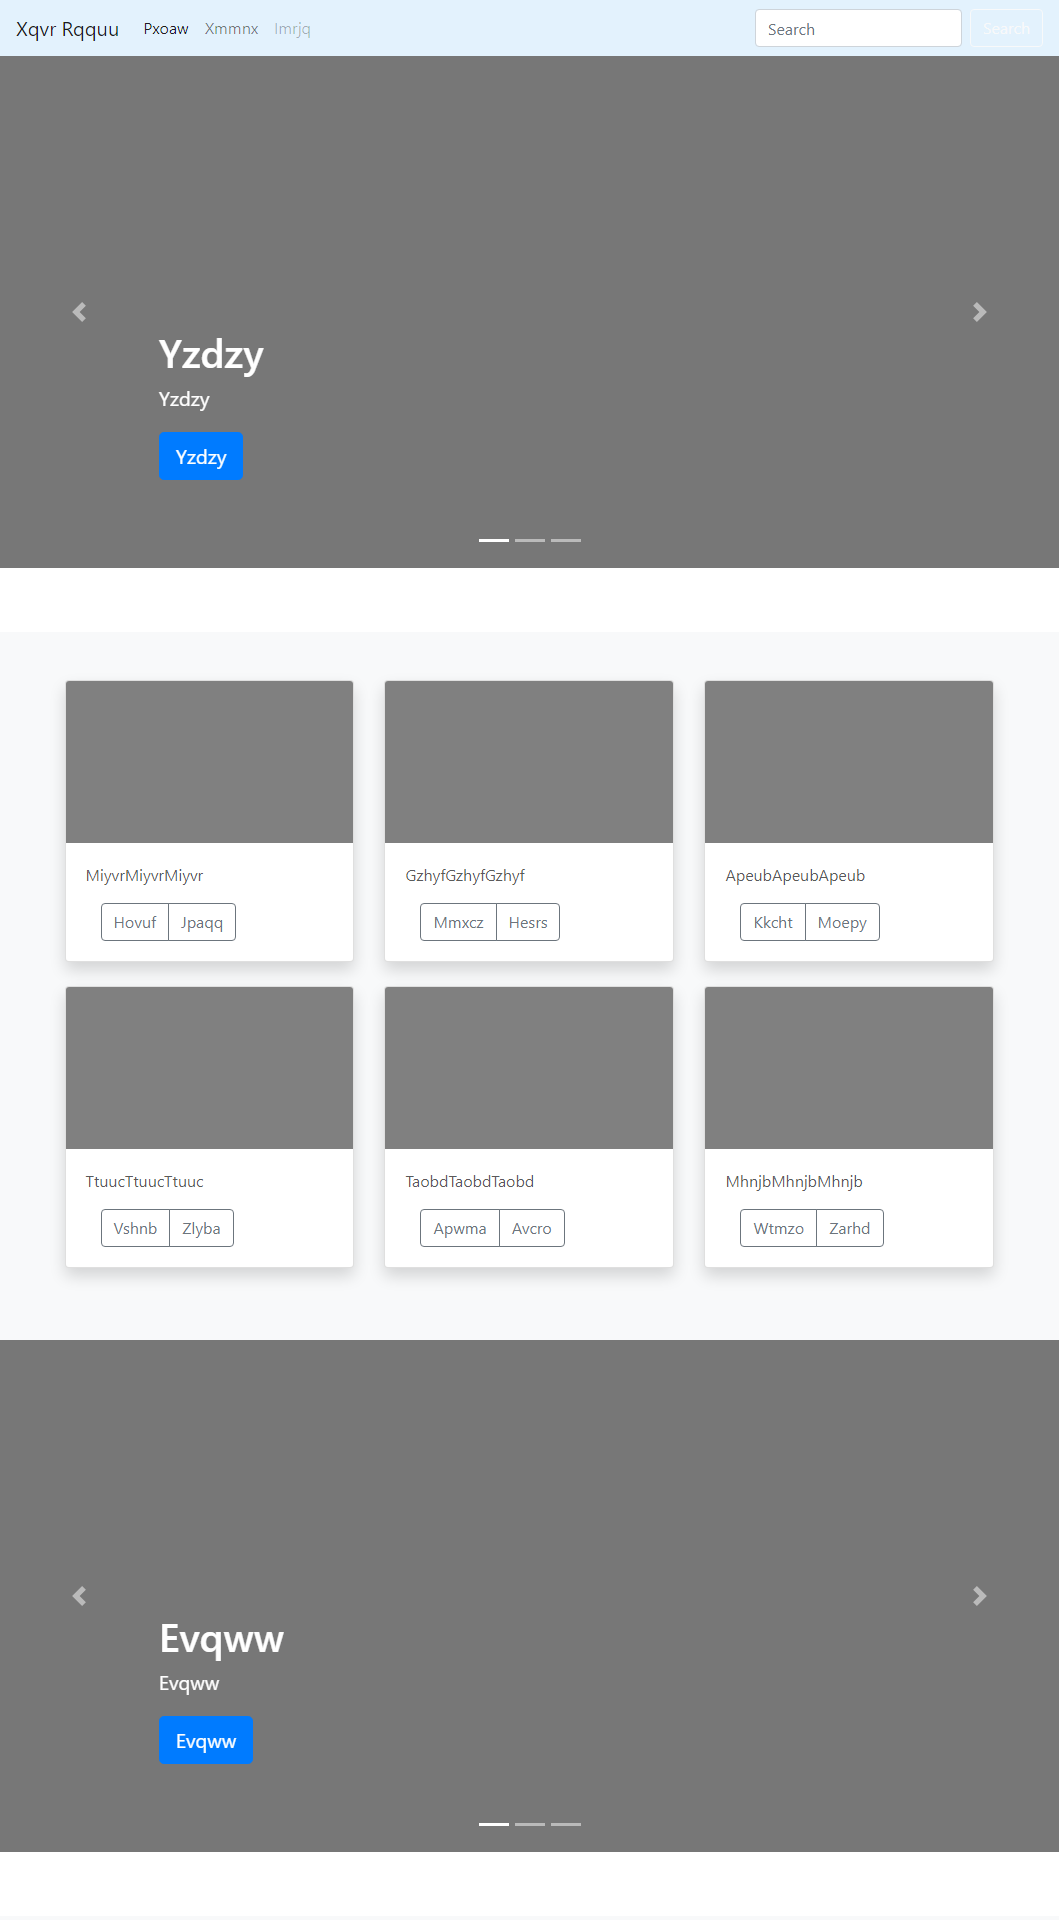 Xqvr Rqquu Pxoaw Xmmnx Imrjq Search Search
Yzdzy
Yzdzy
Yzdzy
MiyvrMiyvrMiyvr GzhyfGzhyfGzhyf ApeubApeubApeub
Hovuf Jpaqq Mmxcz Hesrs Kkcht Moepy
TtuucTtuucTtuuc TaobdTaobdTaobd MhnjbMhnjbMhnjb
Vshnb Zlyba Apwma Avcro Wtmzo Zarhd
Evqww
Evqww
Evqww